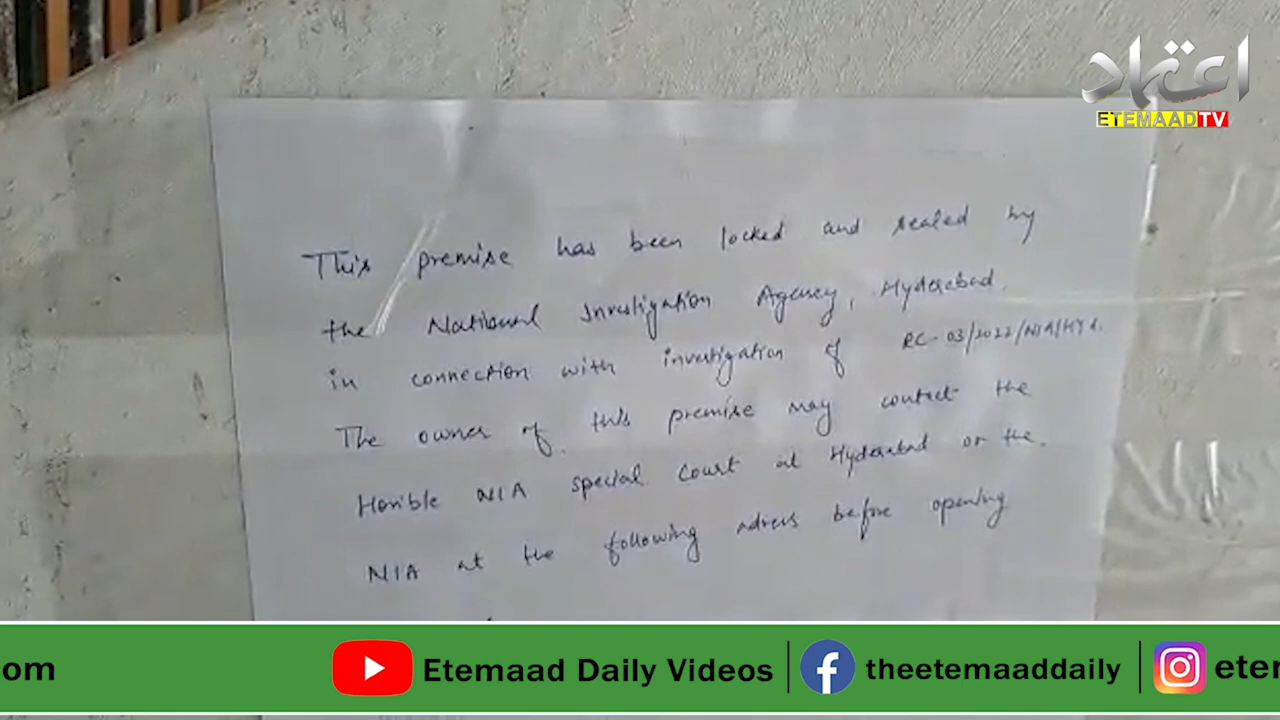 اعتماد
ETEMAAD TV
This premise has been locked and sealed by
the National Investigation Agency, Hyderabad.
in connection with investigation of RC-03/2022/NIA/HYD.
The owner of this premise may contact the
Hon'ble NIA special court at Hyderabad or the.
NIA at the following adress before opening
.com
Etemaad Daily Videos
theetemaaddaily
etem